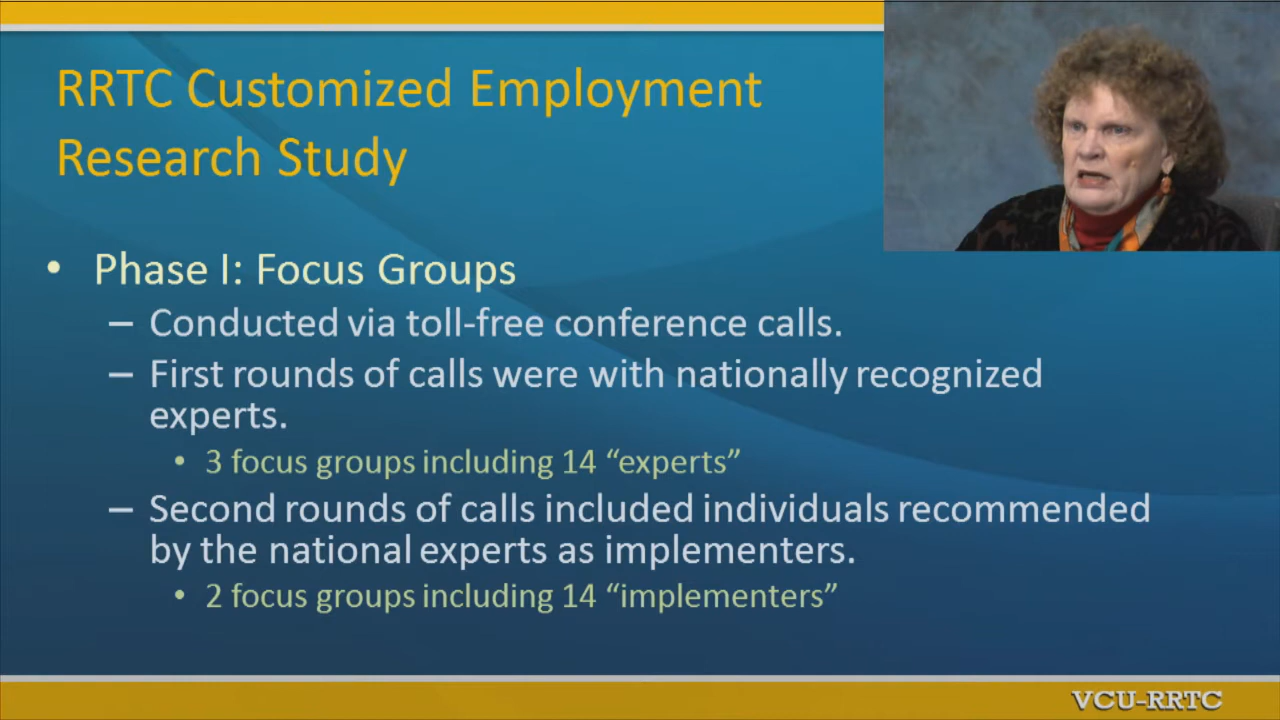 RRTC Customized Employment
Research Study
• Phase I: Focus Groups
– Conducted via toll-free conference calls.
– First rounds of calls were with nationally recognized
experts.
• 3 focus groups including 14 “experts”
– Second rounds of calls included individuals recommended
by the national experts as implementers.
• 2 focus groups including 14 “implementers”
VCU-RRTC